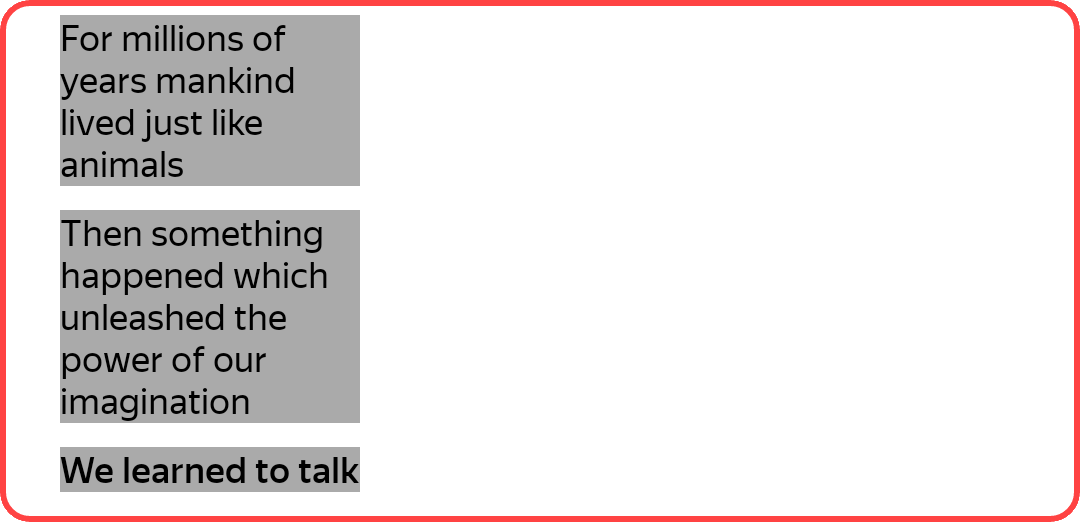 For millions of
years mankind
lived just like
animals
Then something
happened which
unleashed the
power of our
imagination
We learned to talk